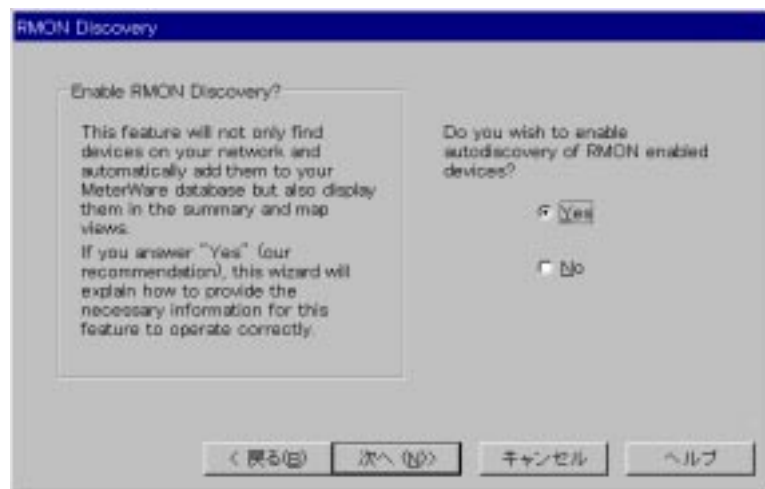 RMON Discovery
Enable RMON Discovery?
This feature will not only find
devices on your network and
automatically add them to your
MeterWare database but also display
them in the summary and map
views.
If you answer "Yes" (our
recommendation), this wizard will
explain how to provide the
necessary information for this
feature to operate correctly.
Do you wish to enable
autodiscovery of RMON enabled
devices?
Yes
No
< 戻る(B)
次へ (N)>
キャンセル
ヘルプ